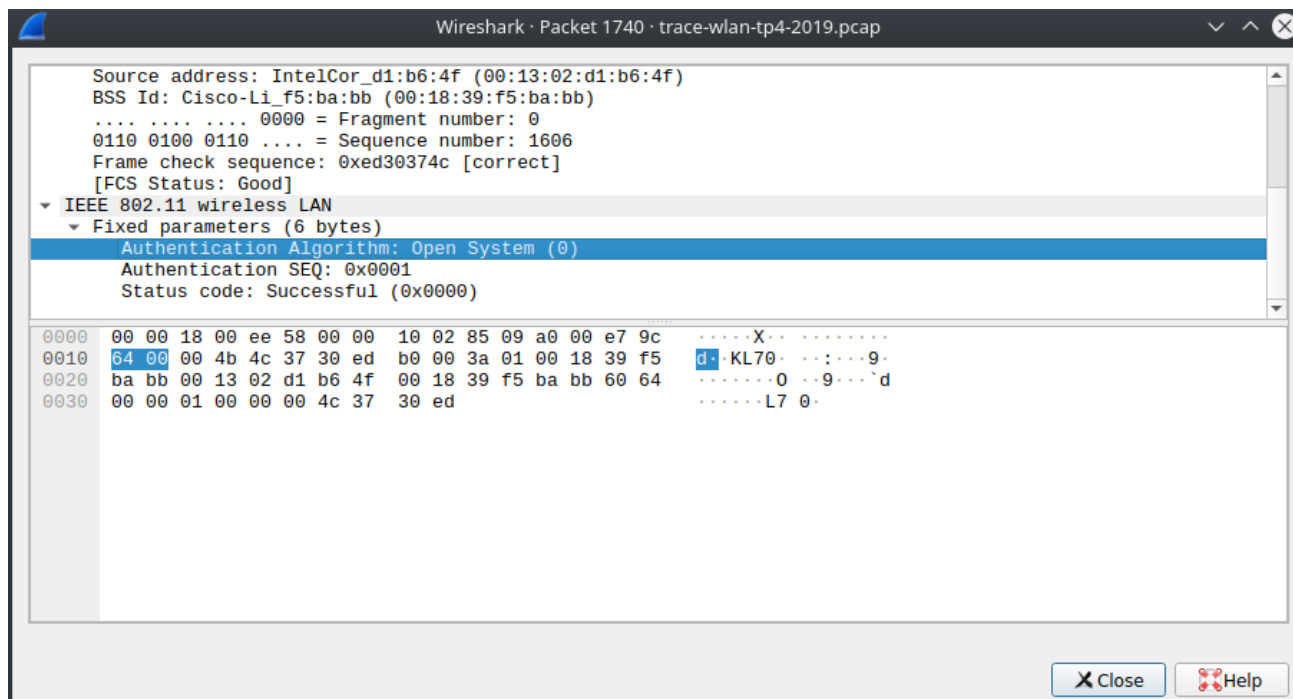 Wireshark · Packet 1740 · trace-wlan-tp4-2019.pcap
Source address: IntelCor_d1:b6:4f (00:13:02:d1:b6:4f)
BSS Id: Cisco-Li_f5:ba:bb (00:18:39:f5:ba:bb)
.... .... .... 0000 = Fragment number: 0
0110 0100 0110 .... = Sequence number: 1606
Frame check sequence: 0xed30374c [correct]
[FCS Status: Good]
IEEE 802.11 wireless LAN
Fixed parameters (6 bytes)
Authentication Algorithm: Open System (0)
Authentication SEQ: 0x0001
Status code: Successful (0x0000)
0000 00 00 18 00 ee 58 00 00 10 02 85 09 a0 00 e7 9c ·····X·· ········
0010 64 00 00 4b 4c 37 30 ed b0 00 3a 01 00 18 39 f5 d··KL70· ··:···9·
0020 ba bb 00 13 02 d1 b6 4f 00 18 39 f5 ba bb 60 64 ·······O ··9···`d
0030 00 00 01 00 00 00 4c 37 30 ed ······L7 0·
Close
Help